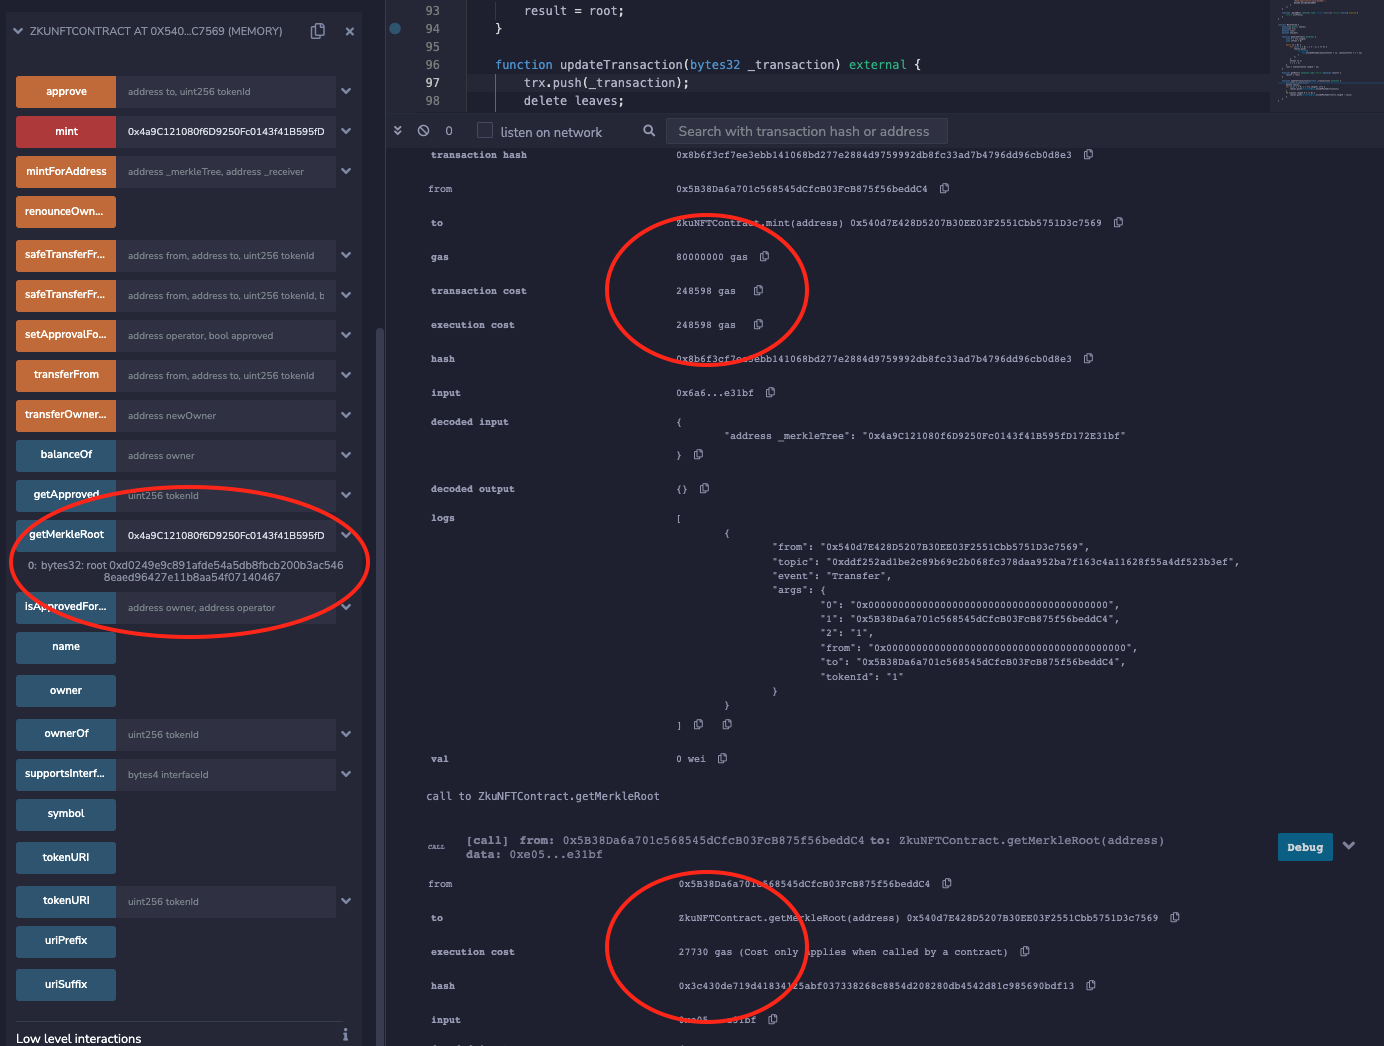 ZKUNFTCONTRACT AT 0X540...C7569 (MEMORY)
approve address to, uint256 tokenId
mint 0x4a9C121080f6D9250Fc0143f41B595fD
mintForAddress address _merkleTree, address _receiver
renounceOwn...
safeTransferFr... address from, address to, uint256 tokenId
safeTransferFr... address from, address to, uint256 tokenId, b
setApprovalFo... address operator, bool approved
transferFrom address from, address to, uint256 tokenId
transferOwner... address newOwner
balanceOf address owner
getApproved uint256 tokenId
getMerkleRoot 0x4a9C121080f6D9250Fc0143f41B595fD
0: bytes32: root 0xd0249e9c891afde54a5db8fbcb200b3ac546
8eaed96427e11b8aa54f07140467
isApprovedFor... address owner, address operator
name
owner
ownerOf uint256 tokenId
supportsInterf... bytes4 interfaceId
symbol
tokenURI
tokenURI uint256 tokenId
uriPrefix
uriSuffix
Low level interactions
93 result = root;
94 }
95
96 function updateTransaction(bytes32 _transaction) external {
97 trx.push(_transaction);
98 delete leaves;
0 listen on network Search with transaction hash or address
transaction hash 0x8b6f3cf7ee3ebb141068bd277e2884d9759992db8fc33ad7b4796dd96cb0d8e3
from 0x5B38Da6a701c568545dCfcB03FcB875f56beddC4
to ZkuNFTContract.mint(address) 0x540d7E428D5207B30EE03F2551Cbb5751D3c7569
gas 80000000 gas
transaction cost 248598 gas
execution cost 248598 gas
hash 0x8b6f3cf7ee3ebb141068bd277e2884d9759992db8fc33ad7b4796dd96cb0d8e3
input 0x6a6...e31bf
decoded input {
"address _merkleTree": "0x4a9C121080f6D9250Fc0143f41B595fD172E31bf"
}
decoded output {}
logs [
{
"from": "0x540d7E428D5207B30EE03F2551Cbb5751D3c7569",
"topic": "0xddf252ad1be2c89b69c2b068fc378daa952ba7f163c4a11628f55a4df523b3ef",
"event": "Transfer",
"args": {
"0": "0x0000000000000000000000000000000000000000",
"1": "0x5B38Da6a701c568545dCfcB03FcB875f56beddC4",
"2": "1",
"from": "0x0000000000000000000000000000000000000000",
"to": "0x5B38Da6a701c568545dCfcB03FcB875f56beddC4",
"tokenId": "1"
}
}
]
val 0 wei
call to ZkuNFTContract.getMerkleRoot
CALL [call] from: 0x5B38Da6a701c568545dCfcB03FcB875f56beddC4 to: ZkuNFTContract.getMerkleRoot(address)
data: 0xe05...e31bf
Debug
from 0x5B38Da6a701c568545dCfcB03FcB875f56beddC4
to ZkuNFTContract.getMerkleRoot(address) 0x540d7E428D5207B30EE03F2551Cbb5751D3c7569
execution cost 27730 gas (Cost only applies when called by a contract)
hash 0x3c430de719d41834125abf037338268c8854d208280db4542d81c985690bdf13
input 0xe05...e31bf